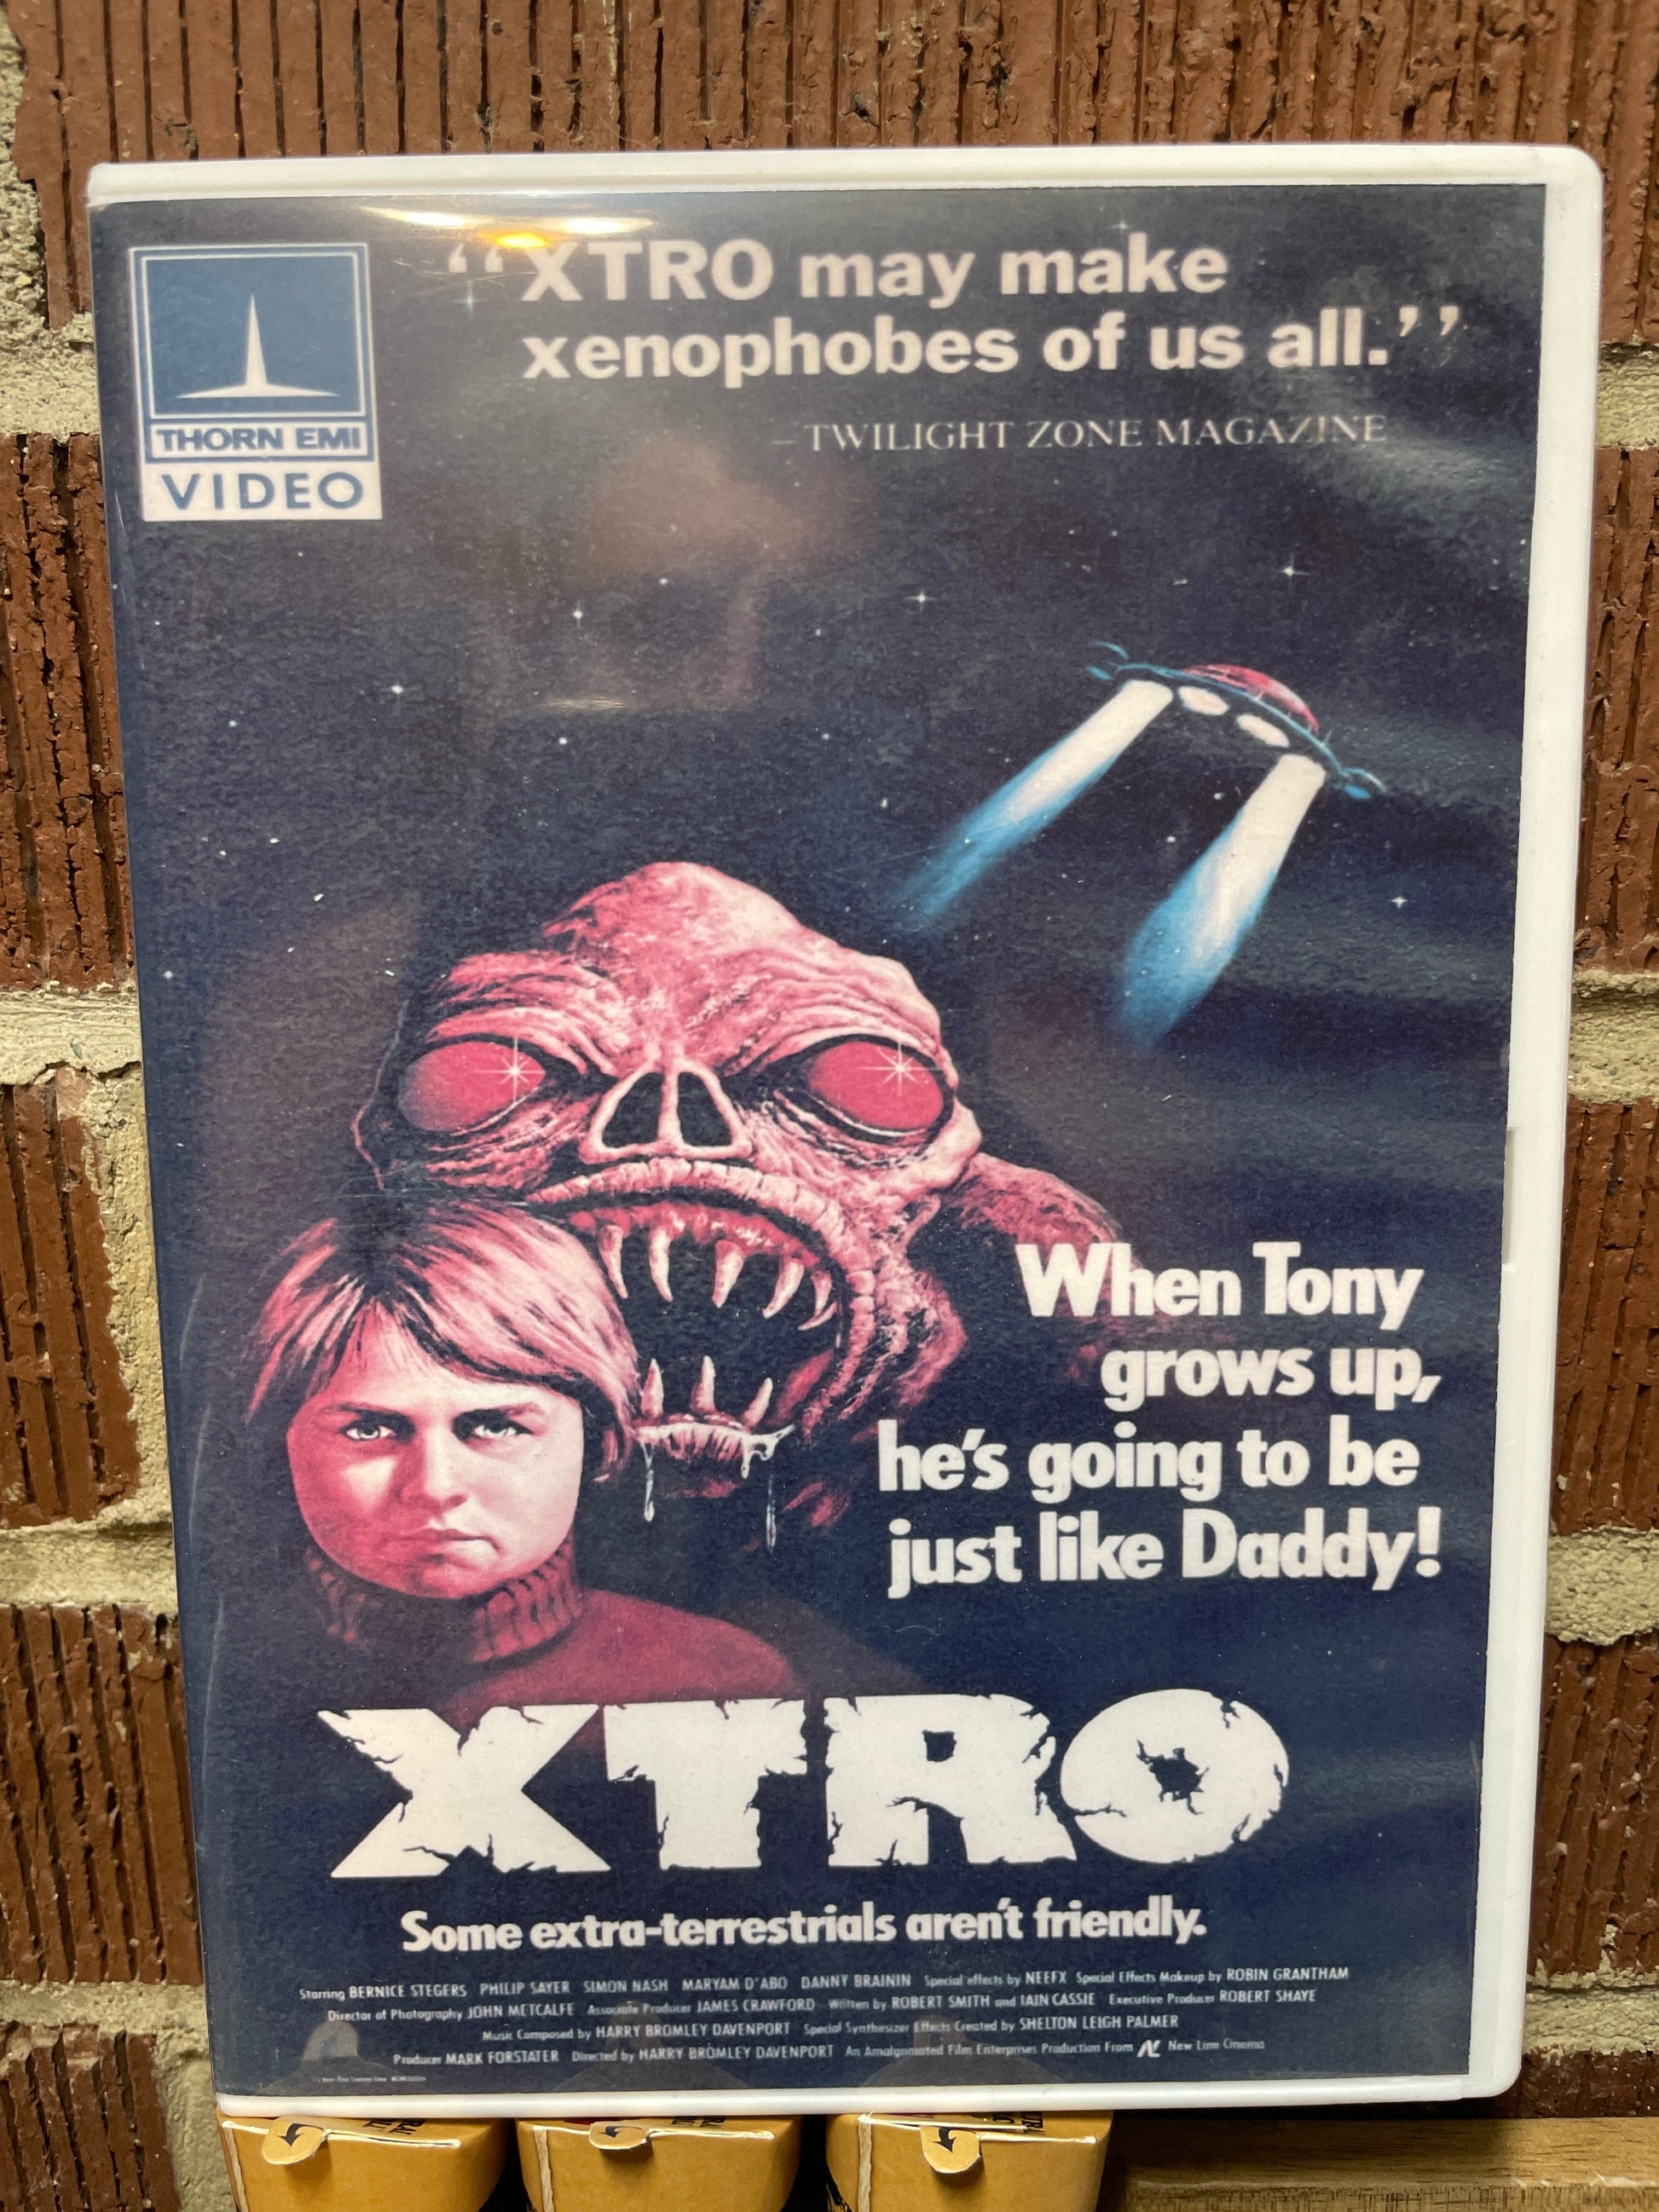 "XTRO may make
xenophobes of us all."
–TWILIGHT ZONE MAGAZINE
THORN EMI
VIDEO
When Tony
grows up,
he's going to be
just like Daddy!
XTRO
Some extra-terrestrials aren't friendly.
Starring BERNICE STEGERS PHILIP SAYER SIMON NASH MARYAM D'ABO DANNY BRAININ Special effects by NEEFX Special Effects Makeup by ROBIN GRANTHAM
Director of Photography JOHN METCALFE Associate Producer JAMES CRAWFORD Written by ROBERT SMITH and IAIN CASSIE Executive Producer ROBERT SHAYE
Music Composed by HARRY BROMLEY DAVENPORT Special Synthesizer Effects Created by SHELTON LEIGH PALMER
Producer MARK FORSTATER Directed by HARRY BROMLEY DAVENPORT An Amalgamated Film Enterprises Production From New Line Cinema